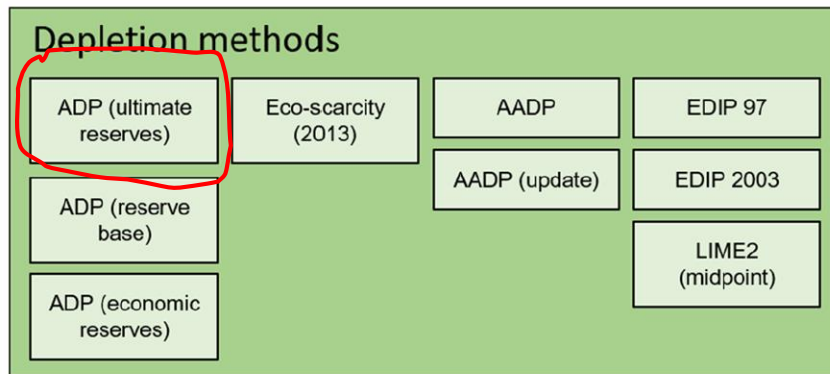 Depletion methods
ADP (ultimate
reserves)
Eco-scarcity
(2013)
AADP
EDIP 97
ADP (reserve
base)
AADP (update)
EDIP 2003
ADP (economic
reserves)
LIME2
(midpoint)